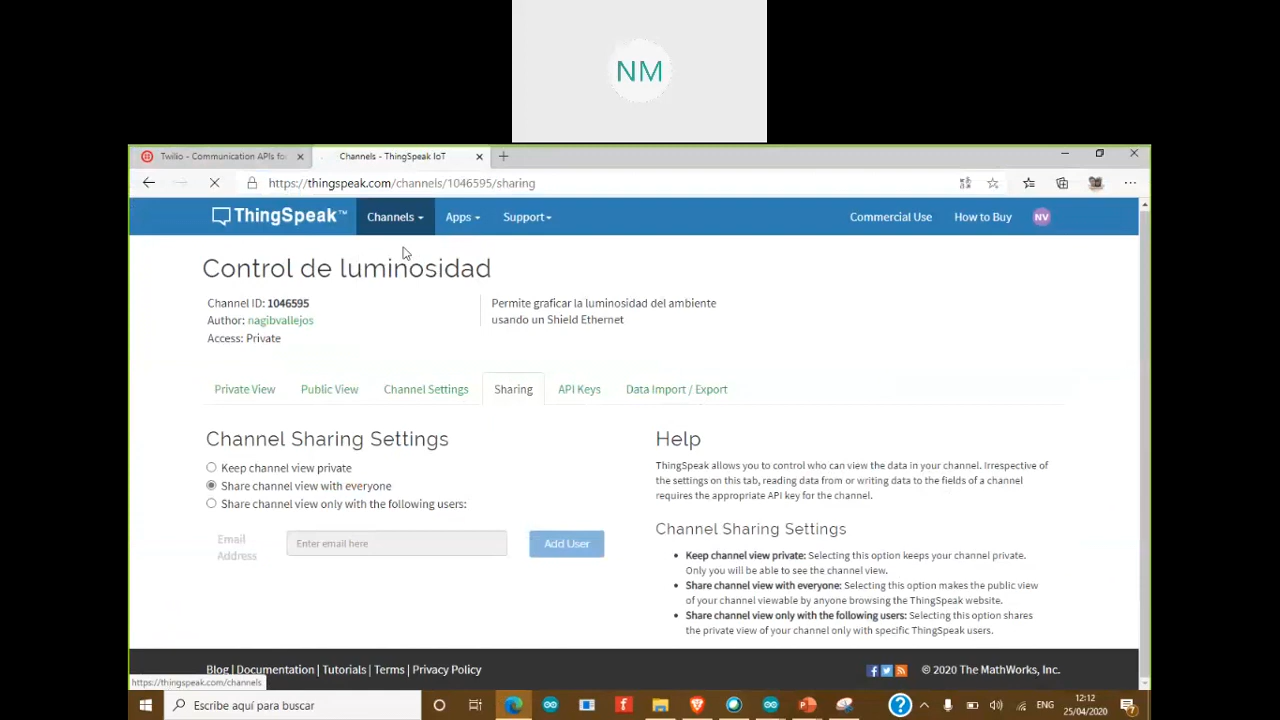 NM
Twilio - Communication APIs for
Channels - ThingSpeak IoT
https://thingspeak.com/channels/1046595/sharing
ThingSpeak™
Channels
Apps
Support
Commercial Use
How to Buy
NV
Control de luminosidad
Channel ID: 1046595
Author: nagibvallejos
Access: Private
Permite graficar la luminosidad del ambiente
usando un Shield Ethernet
Private View
Public View
Channel Settings
Sharing
API Keys
Data Import / Export
Channel Sharing Settings
Keep channel view private
Share channel view with everyone
Share channel view only with the following users:
Email
Address
Enter email here
Add User
Help
ThingSpeak allows you to control who can view the data in your channel. Irrespective of
the settings on this tab, reading data from or writing data to the fields of a channel
requires the appropriate API key for the channel.
Channel Sharing Settings
Keep channel view private: Selecting this option keeps your channel private.
Only you will be able to see the channel view.
Share channel view with everyone: Selecting this option makes the public view
of your channel viewable by anyone browsing the ThingSpeak website.
Share channel view only with the following users: Selecting this option shares
the private view of your channel only with specific ThingSpeak users.
Blog | Documentation | Tutorials | Terms | Privacy Policy
© 2020 The MathWorks, Inc.
https://thingspeak.com/channels
Escribe aquí para buscar
ENG
12:12
25/04/2020
7